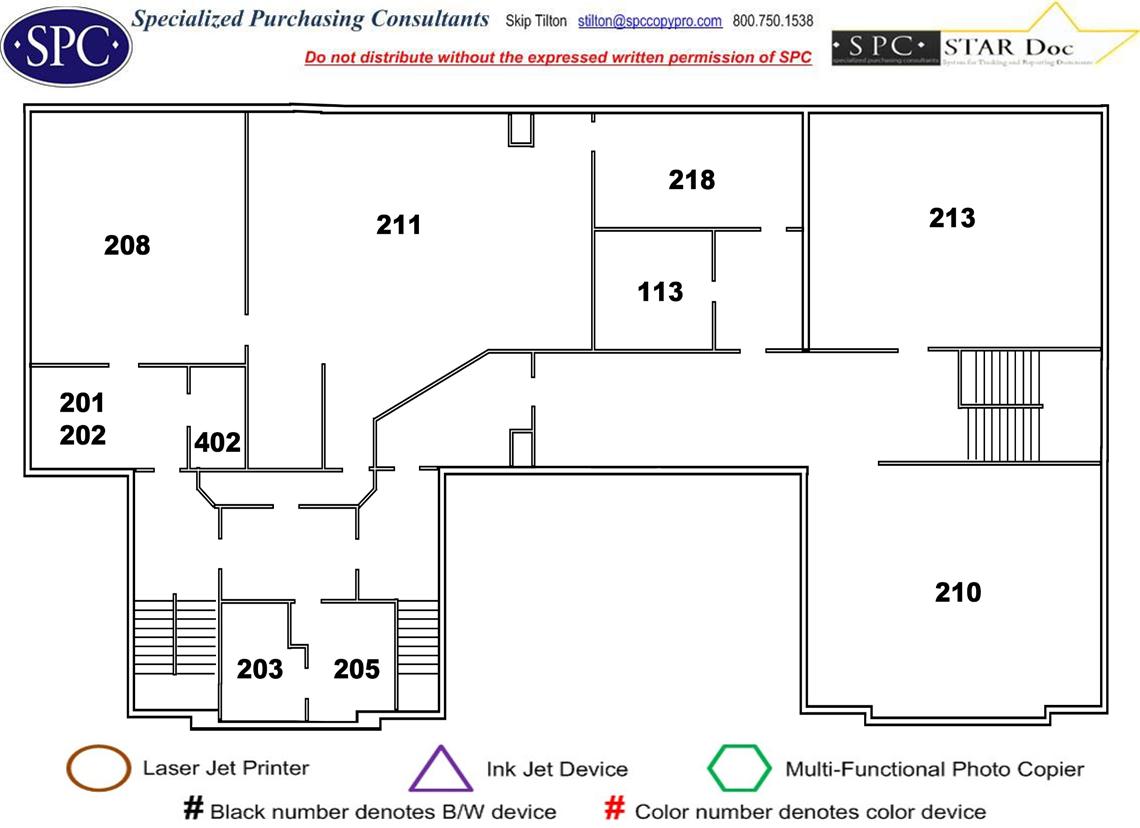 Specialized Purchasing Consultants Skip Tilton stilton@spccopypro.com 800.750.1538
SPC
Do not distribute without the expressed written permission of SPC
SPC STAR Doc
specialized purchasing consultants System for Tracking and Reporting Documents
218
213
211
208
113
201
202
402
210
203
205
Laser Jet Printer
Ink Jet Device
Multi-Functional Photo Copier
# Black number denotes B/W device
# Color number denotes color device